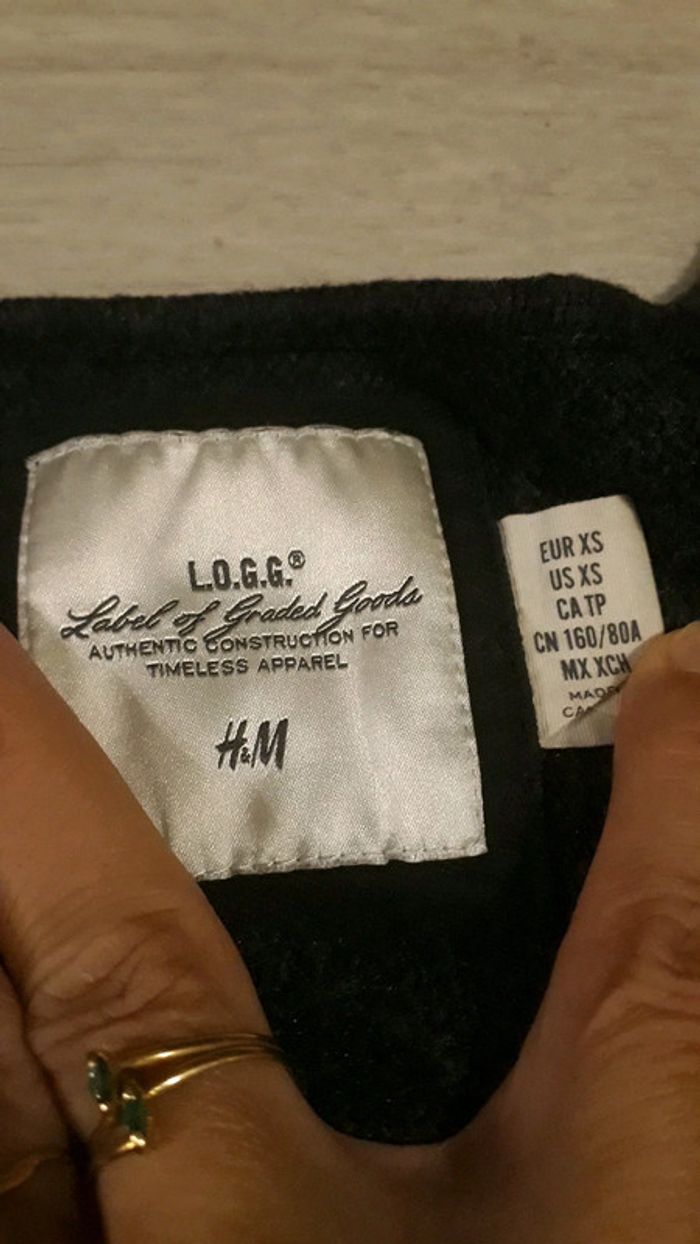 L.O.G.G.®
Label of Graded Goods
AUTHENTIC CONSTRUCTION FOR
TIMELESS APPAREL
H&M
EUR XS
US XS
CA TP
CN 160/80A
MX XCH